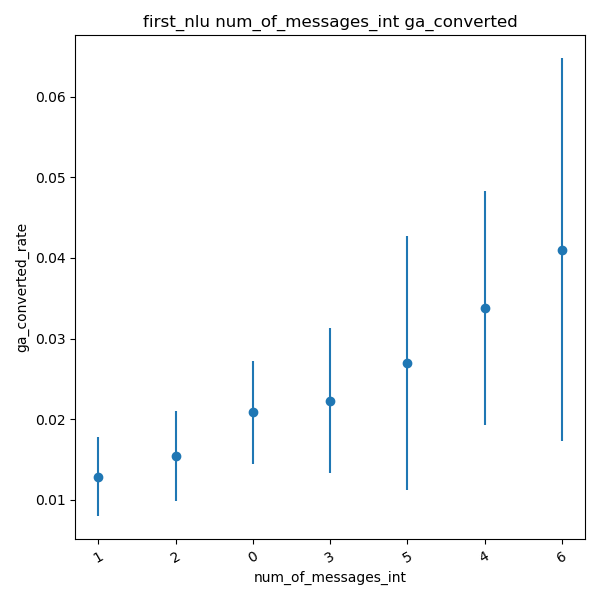 first_nlu num_of_messages_int ga_converted
0.06
0.05
0.04
0.03
0.02
0.01
ga_converted_rate
1 2 0 3 5 4 6
num_of_messages_int